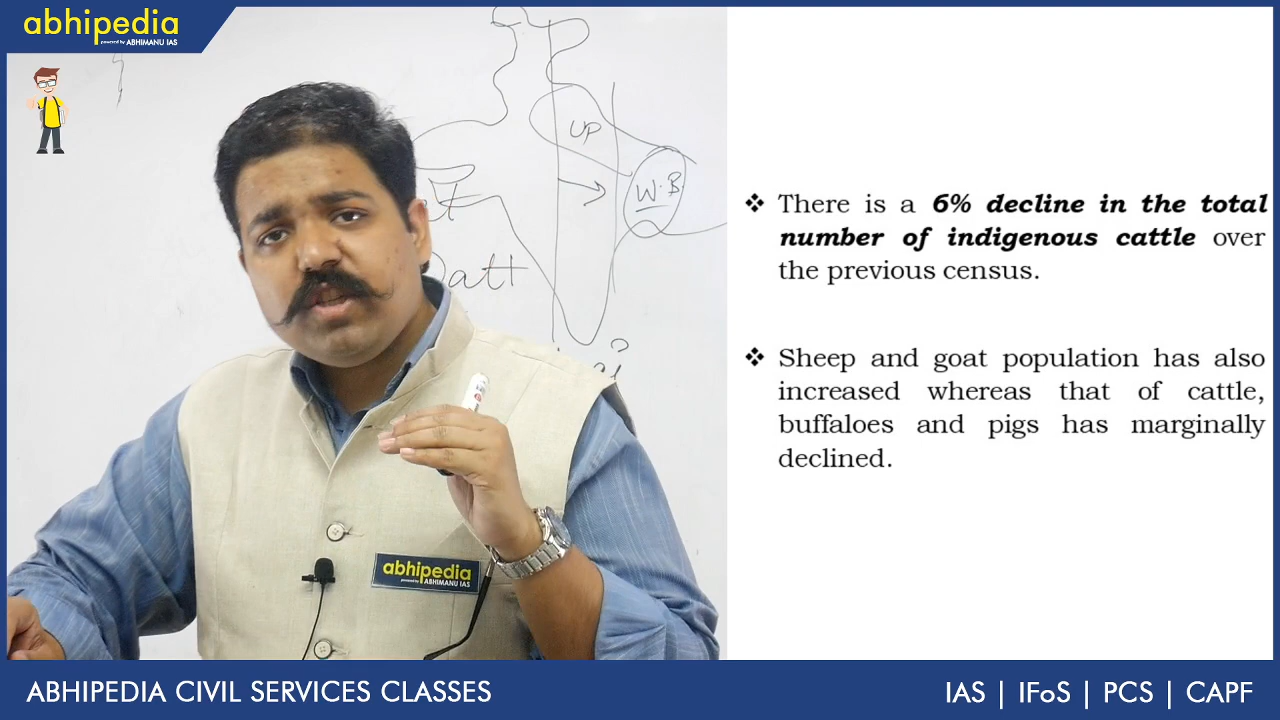 abhipedia
powered by ABHIMANU IAS
UP
W.B
abhipedia
powered by ABHIMANU IAS
❖ There is a 6% decline in the total
number of indigenous cattle over
the previous census.
❖ Sheep and goat population has also
increased whereas that of cattle,
buffaloes and pigs has marginally
declined.
ABHIPEDIA CIVIL SERVICES CLASSES
IAS | IFoS | PCS | CAPF